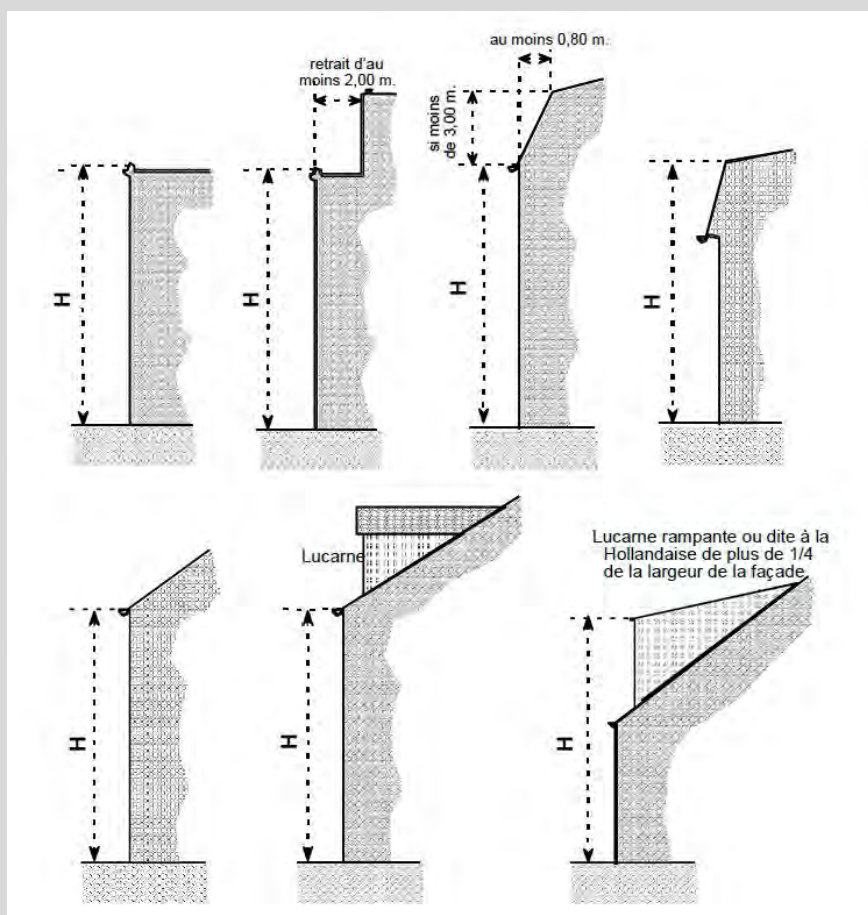 retrait d'au
moins 2,00 m.
au moins 0,80 m.
si moins
de 3,00 m.
H
H
H
H
Lucarne
Lucarne rampante ou dite à la
Hollandaise de plus de 1/4
de la largeur de la façade
H
H
H